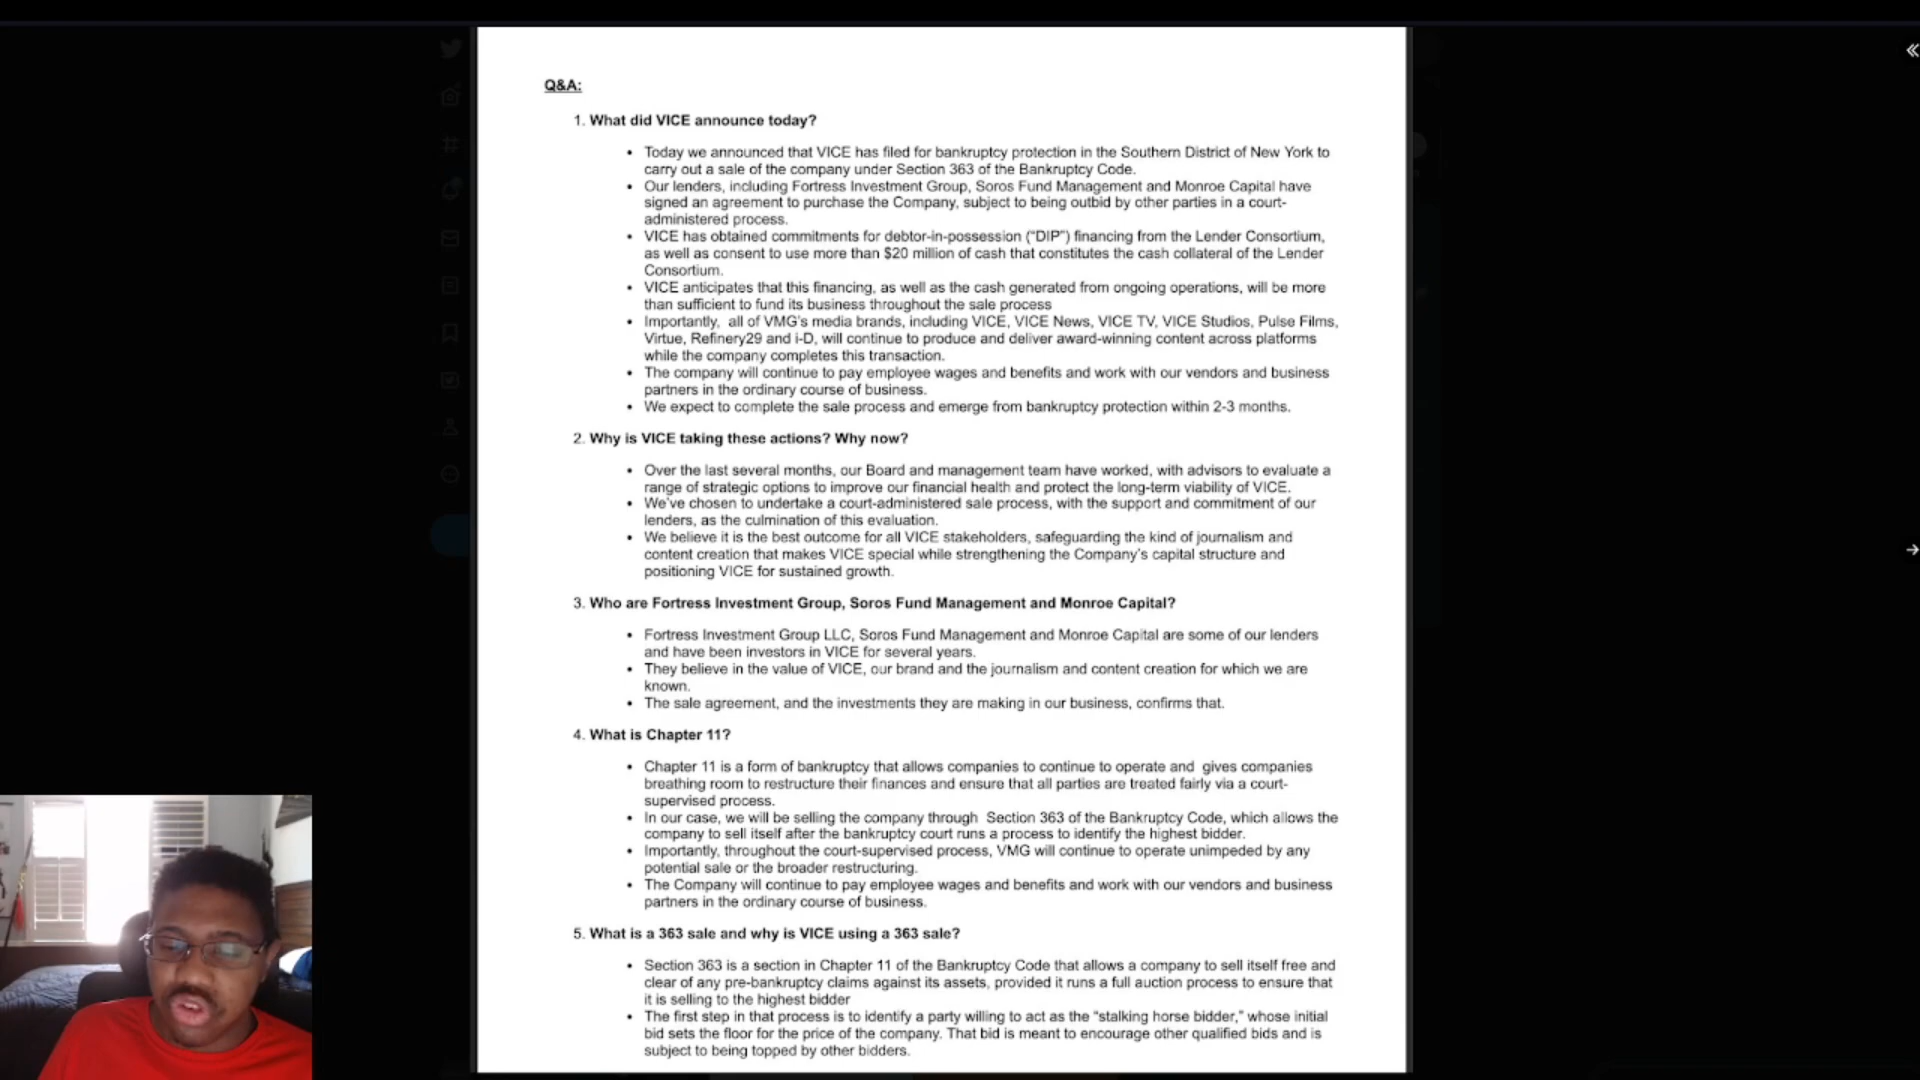 Q&A:
1. What did VICE announce today?
• Today we announced that VICE has filed for bankruptcy protection in the Southern District of New York to
carry out a sale of the company under Section 363 of the Bankruptcy Code.
• Our lenders, including Fortress Investment Group, Soros Fund Management and Monroe Capital have
signed an agreement to purchase the Company, subject to being outbid by other parties in a court-
administered process.
• VICE has obtained commitments for debtor-in-possession (“DIP”) financing from the Lender Consortium,
as well as consent to use more than $20 million of cash that constitutes the cash collateral of the Lender
Consortium.
• VICE anticipates that this financing, as well as the cash generated from ongoing operations, will be more
than sufficient to fund its business throughout the sale process
• Importantly, all of VMG’s media brands, including VICE, VICE News, VICE TV, VICE Studios, Pulse Films,
Virtue, Refinery29 and i-D, will continue to produce and deliver award-winning content across platforms
while the company completes this transaction.
• The company will continue to pay employee wages and benefits and work with our vendors and business
partners in the ordinary course of business.
• We expect to complete the sale process and emerge from bankruptcy protection within 2-3 months.
2. Why is VICE taking these actions? Why now?
• Over the last several months, our Board and management team have worked, with advisors to evaluate a
range of strategic options to improve our financial health and protect the long-term viability of VICE.
• We’ve chosen to undertake a court-administered sale process, with the support and commitment of our
lenders, as the culmination of this evaluation.
• We believe it is the best outcome for all VICE stakeholders, safeguarding the kind of journalism and
content creation that makes VICE special while strengthening the Company’s capital structure and
positioning VICE for sustained growth.
3. Who are Fortress Investment Group, Soros Fund Management and Monroe Capital?
• Fortress Investment Group LLC, Soros Fund Management and Monroe Capital are some of our lenders
and have been investors in VICE for several years.
• They believe in the value of VICE, our brand and the journalism and content creation for which we are
known.
• The sale agreement, and the investments they are making in our business, confirms that.
4. What is Chapter 11?
• Chapter 11 is a form of bankruptcy that allows companies to continue to operate and gives companies
breathing room to restructure their finances and ensure that all parties are treated fairly via a court-
supervised process.
• In our case, we will be selling the company through Section 363 of the Bankruptcy Code, which allows the
company to sell itself after the bankruptcy court runs a process to identify the highest bidder.
• Importantly, throughout the court-supervised process, VMG will continue to operate unimpeded by any
potential sale or the broader restructuring.
• The Company will continue to pay employee wages and benefits and work with our vendors and business
partners in the ordinary course of business.
5. What is a 363 sale and why is VICE using a 363 sale?
• Section 363 is a section in Chapter 11 of the Bankruptcy Code that allows a company to sell itself free and
clear of any pre-bankruptcy claims against its assets, provided it runs a full auction process to ensure that
it is selling to the highest bidder
• The first step in that process is to identify a party willing to act as the “stalking horse bidder,” whose initial
bid sets the floor for the price of the company. That bid is meant to encourage other qualified bids and is
subject to being topped by other bidders.